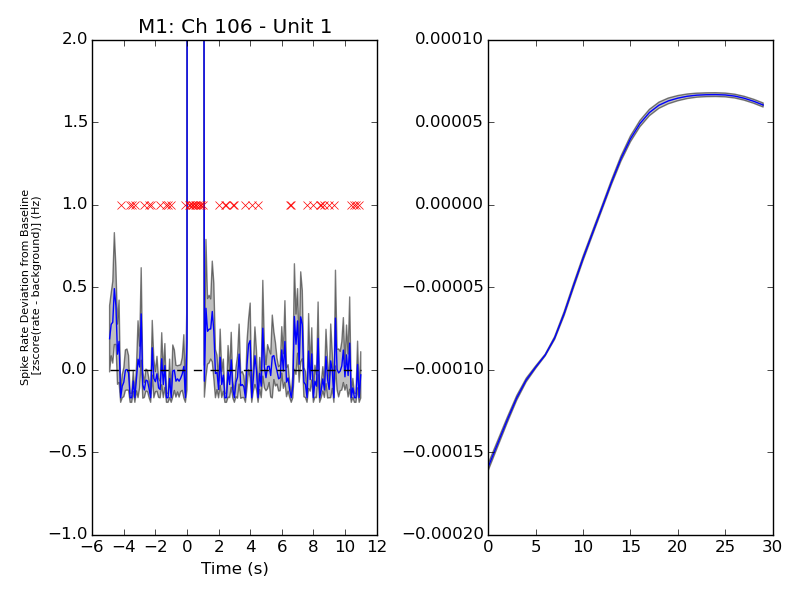 M1: Ch 106 - Unit 1
2.0
1.5
1.0
0.5
0.0
−0.5
−1.0
−6 −4 −2 0 2 4 6 8 10 12
Time (s)
Spike Rate Deviation from Baseline
[zscore(rate - background)] (Hz)
0.00010
0.00005
0.00000
−0.00005
−0.00010
−0.00015
−0.00020
0 5 10 15 20 25 30